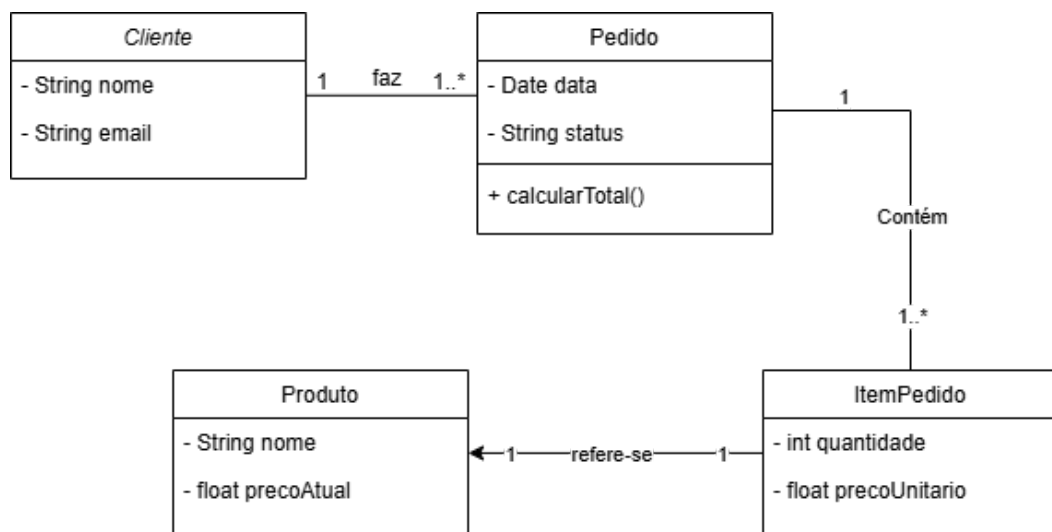 Cliente
- String nome
- String email
1 faz 1..*
Pedido
- Date data
- String status
+ calcularTotal()
1
Contém
1..*
Produto
- String nome
- float precoAtual
1 refere-se 1
ItemPedido
- int quantidade
- float precoUnitario